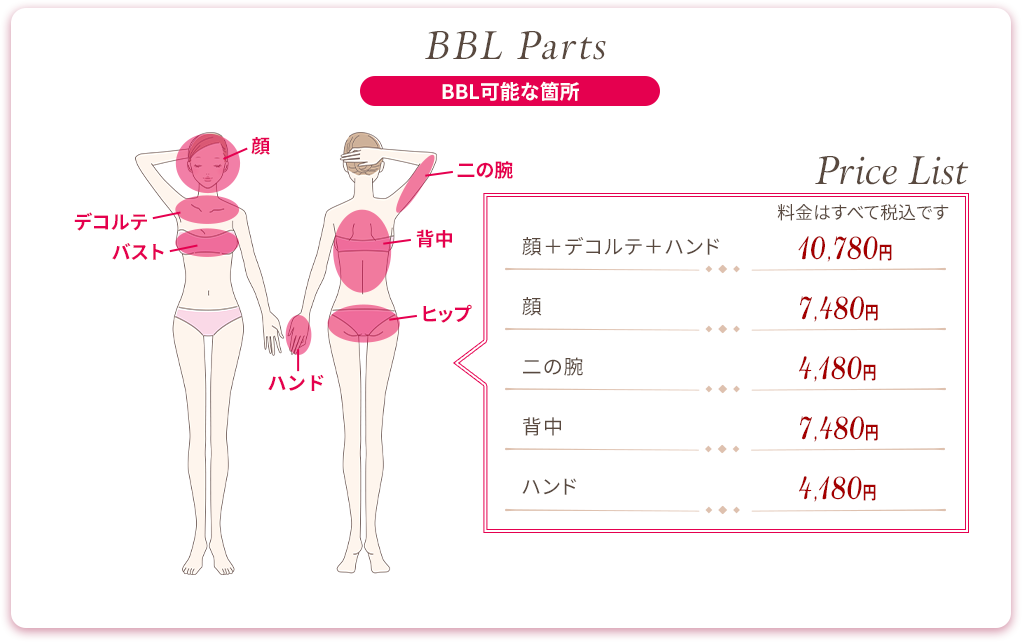 BBL Parts
BBL可能な箇所
顔
二の腕
デコルテ
バスト
背中
ヒップ
ハンド
Price List
料金はすべて税込です
顔＋デコルテ＋ハンド 10,780円
顔 7,480円
二の腕 4,180円
背中 7,480円
ハンド 4,180円